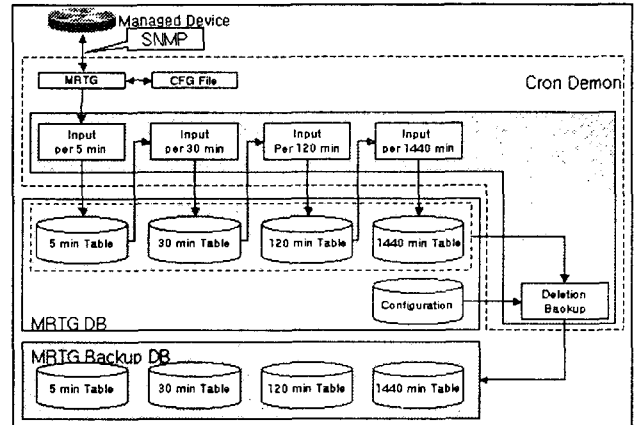 Managed Device
SNMP
MRTG
CFG File
Cron Demon
Input
per 5 min
Input
per 30 min
Input
Per 120 min
Input
per 1440 min
5 min Table
30 min Table
120 min Table
1440 min Table
Configuration
Deletion
Backup
MRTG DB
MRTG Backup DB
5 min Table
30 min Table
120 min Table
1440 min Table